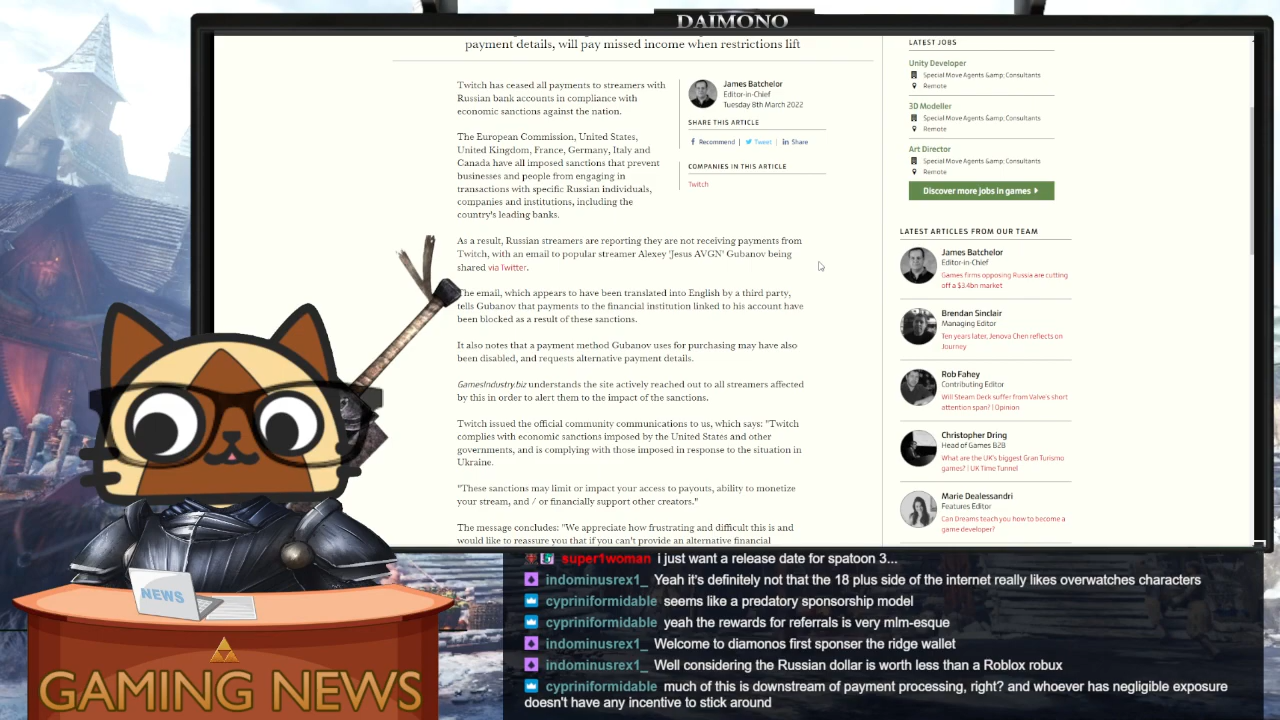 DAIMONO
payment details, will pay missed income when restrictions lift
Twitch has ceased all payments to streamers with
Russian bank accounts in compliance with
economic sanctions against the nation.
The European Commission, United States,
United Kingdom, France, Germany, Italy and
Canada have all imposed sanctions that prevent
businesses and people from engaging in
transactions with specific Russian individuals,
companies and institutions, including the
country's leading banks.
As a result, Russian streamers are reporting they are not receiving payments from
Twitch, with an email to popular streamer Alexey 'Jesus AVGN' Gubanov being
shared via Twitter.
The email, which appears to have been translated into English by a third party,
tells Gubanov that payments to the financial institution linked to his account have
been blocked as a result of these sanctions.
It also notes that a payment method Gubanov uses for purchasing may have also
been disabled, and requests alternative payment details.
GamesIndustry.biz understands the site actively reached out to all streamers affected
by this in order to alert them to the impact of the sanctions.
Twitch issued the official community communications to us, which says: "Twitch
complies with economic sanctions imposed by the United States and other
governments, and is complying with those imposed in response to the situation in
Ukraine.
"These sanctions may limit or impact your access to payouts, ability to monetize
your stream, and / or financially support other creators."
The message concludes: "We appreciate how frustrating and difficult this is and
would like to reassure you that if you can't provide an alternative financial
James Batchelor
Editor-in-Chief
Tuesday 8th March 2022
SHARE THIS ARTICLE
Recommend | Tweet | Share
COMPANIES IN THIS ARTICLE
Twitch
LATEST JOBS
Unity Developer
Special Move Agents &amp; Consultants
Remote
3D Modeller
Special Move Agents &amp; Consultants
Remote
Art Director
Special Move Agents &amp; Consultants
Remote
Discover more jobs in games
LATEST ARTICLES FROM OUR TEAM
James Batchelor
Editor-in-Chief
Games firms opposing Russia are cutting
off a $3.4bn market
Brendan Sinclair
Managing Editor
Ten years later, Jenova Chen reflects on
Journey
Rob Fahey
Contributing Editor
Will Steam Deck suffer from Valve's short
attention span? | Opinion
Christopher Dring
Head of Games B2B
What are the UK's biggest Gran Turismo
games? | UK Time Tunnel
Marie Dealessandri
Features Editor
Can Dreams teach you how to become a
game developer?
super1woman i just want a release date for spatoon 3...
indominusrex1_ Yeah it's definitely not that the 18 plus side of the internet really likes overwatches characters
cypriniformidable seems like a predatory sponsorship model
cypriniformidable yeah the rewards for referrals is very mlm-esque
indominusrex1_ Welcome to diamonos first sponser the ridge wallet
indominusrex1_ Well considering the Russian dollar is worth less than a Roblox robux
cypriniformidable much of this is downstream of payment processing, right? and whoever has negligible exposure
doesn't have any incentive to stick around
NEWS
GAMING NEWS